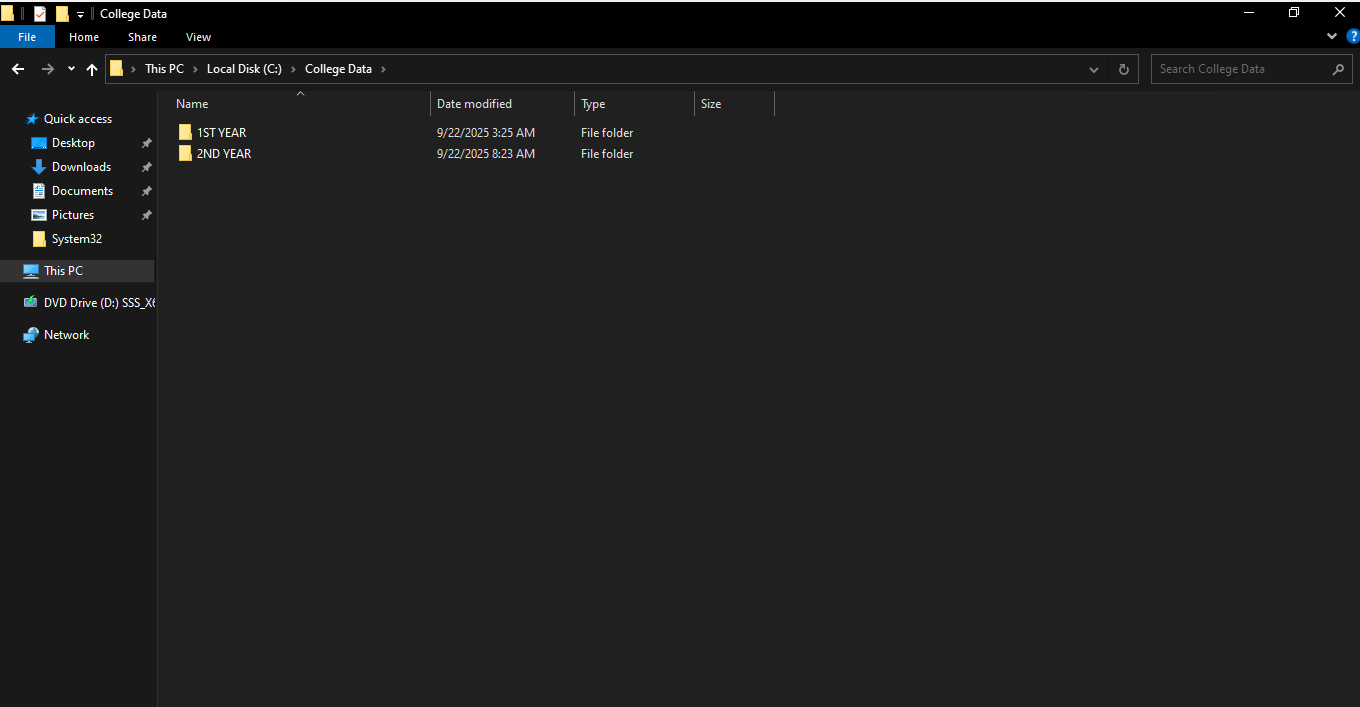 College Data
File Home Share View
This PC Local Disk (C:) College Data
Search College Data
Name Date modified Type Size
Quick access
Desktop
Downloads
Documents
Pictures
System32
This PC
DVD Drive (D:) SSS_X6
Network
1ST YEAR 9/22/2025 3:25 AM File folder
2ND YEAR 9/22/2025 8:23 AM File folder